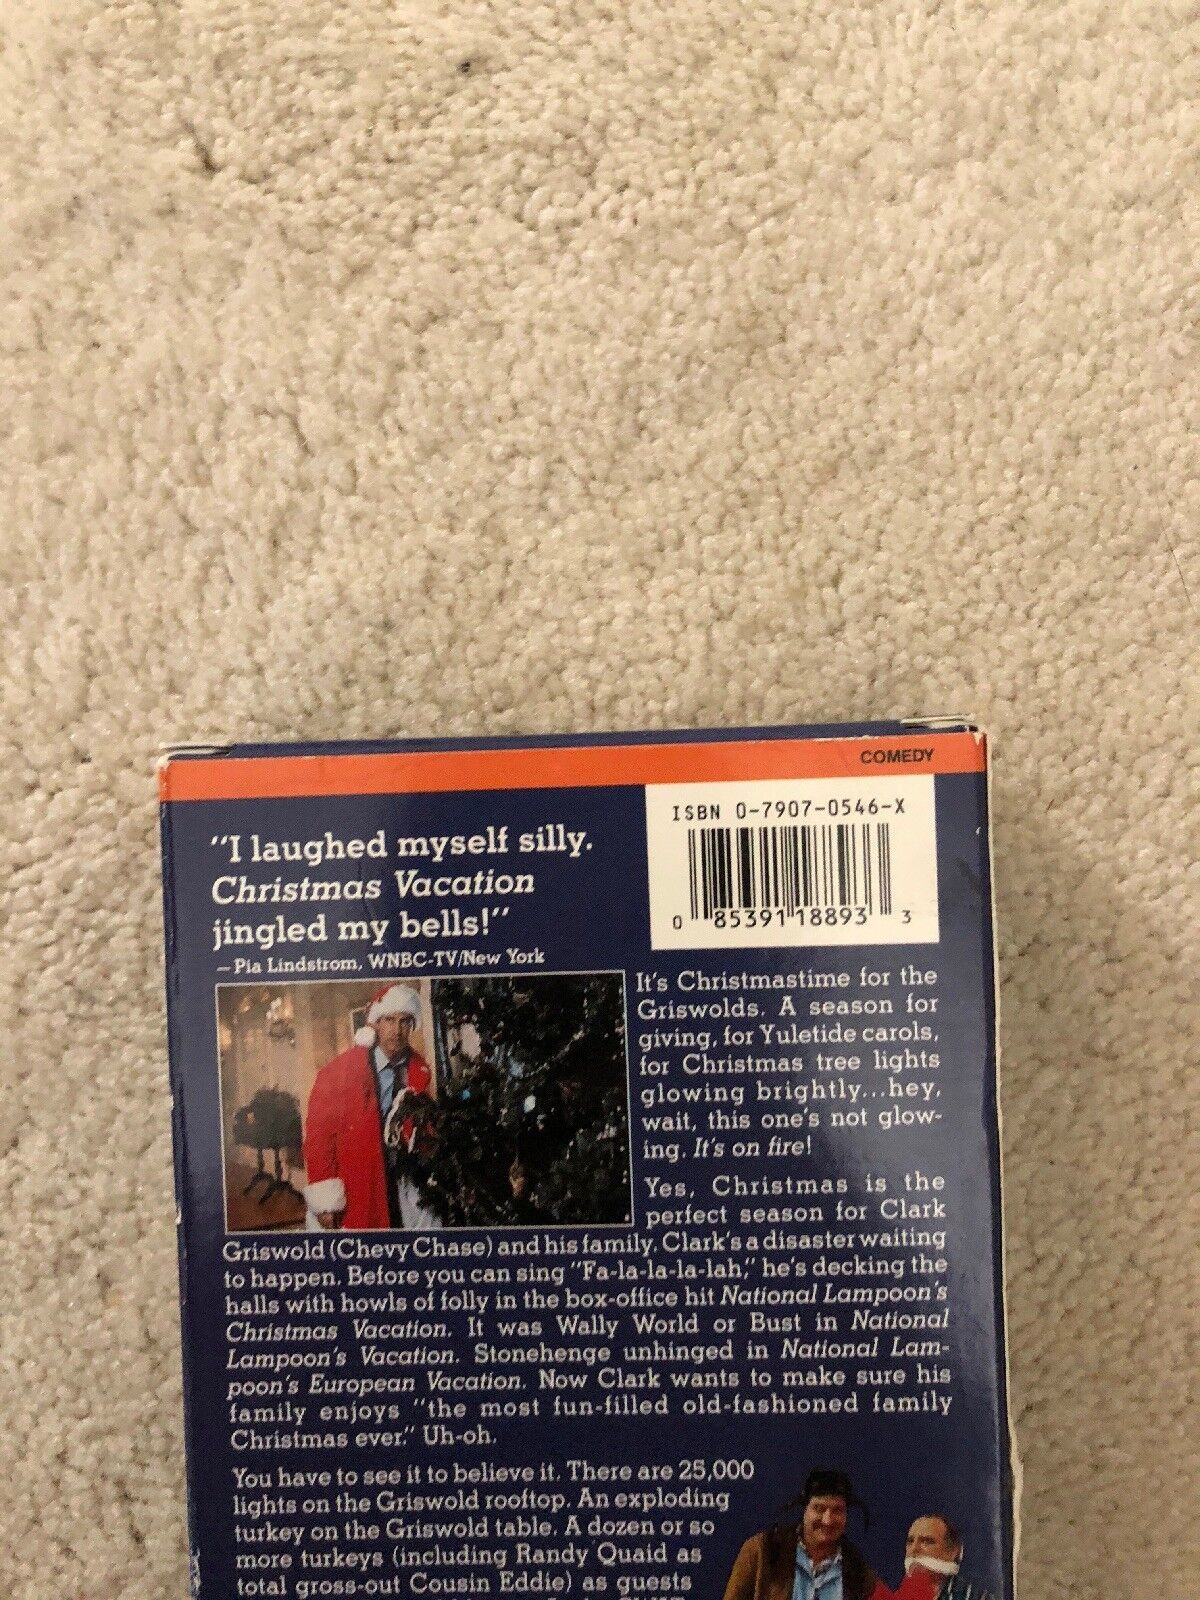 COMEDY
ISBN 0-7907-0546-X
0 85391 18893 3
"I laughed myself silly.
Christmas Vacation
jingled my bells!"
– Pia Lindstrom, WNBC-TV/New York
It's Christmastime for the
Griswolds. A season for
giving, for Yuletide carols,
for Christmas tree lights
glowing brightly...hey,
wait, this one's not glow-
ing. It's on fire!
Yes, Christmas is the
perfect season for Clark
Griswold (Chevy Chase) and his family. Clark's a disaster waiting
to happen. Before you can sing "Fa-la-la-la-lah," he's decking the
halls with howls of folly in the box-office hit National Lampoon's
Christmas Vacation. It was Wally World or Bust in National
Lampoon's Vacation. Stonehenge unhinged in National Lam-
poon's European Vacation. Now Clark wants to make sure his
family enjoys "the most fun-filled old-fashioned family
Christmas ever." Uh-oh.
You have to see it to believe it. There are 25,000
lights on the Griswold rooftop. An exploding
turkey on the Griswold table. A dozen or so
more turkeys (including Randy Quaid as
total gross-out Cousin Eddie) as guests